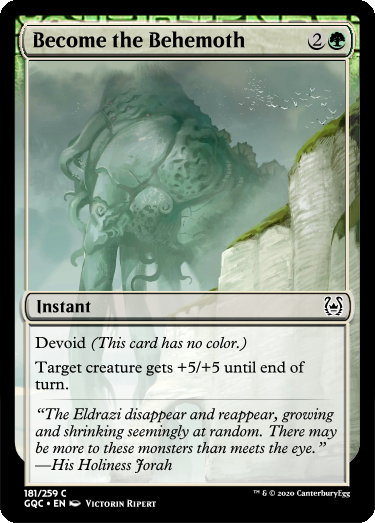 Become the Behemoth 2
Instant
Devoid (This card has no color.)
Target creature gets +5/+5 until end of
turn.
“The Eldrazi disappear and reappear, growing
and shrinking seemingly at random. There may
be more to these monsters than meets the eye.”
—His Holiness Jorah
181/259 C
GQC • EN Victorin Ripert
™ & © 2020 CanterburyEgg